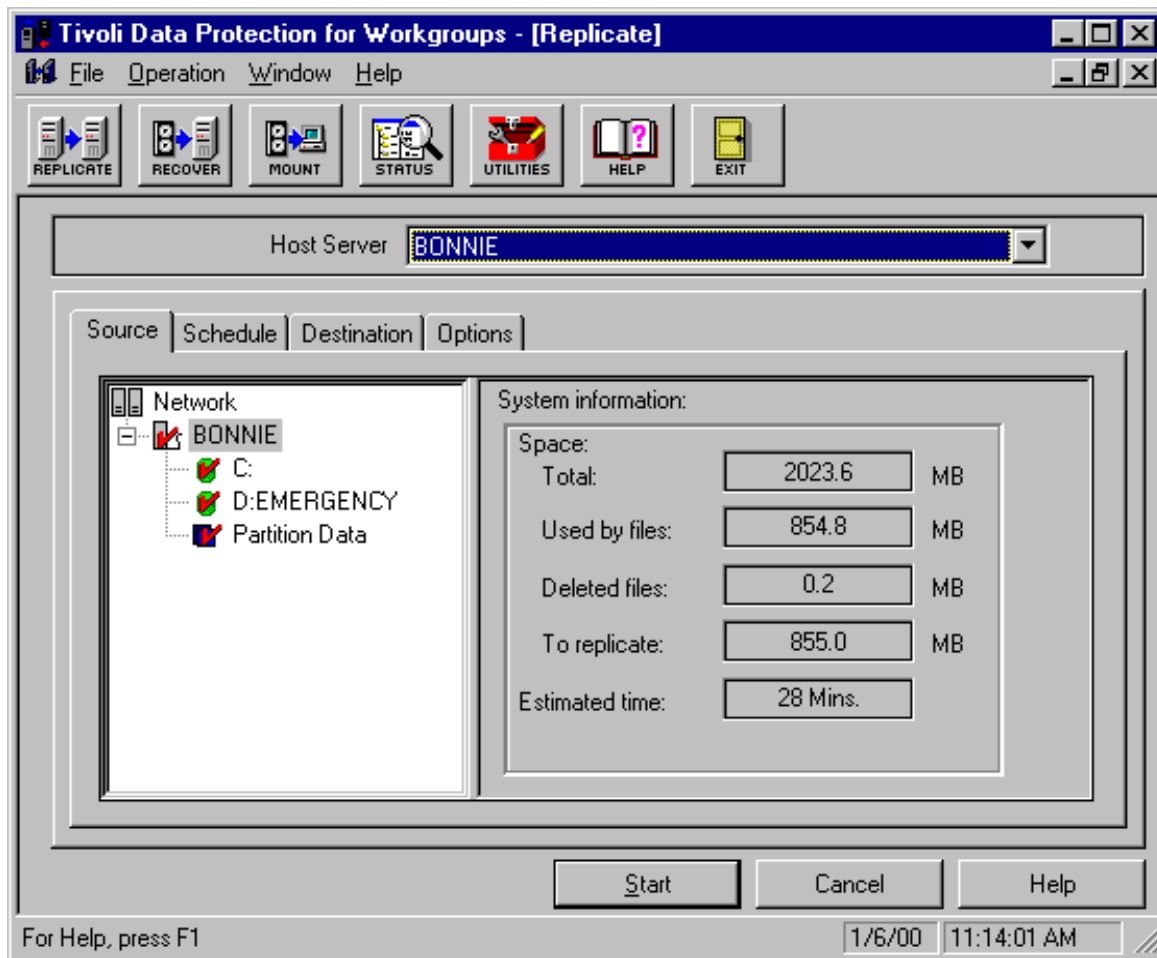 Tivoli Data Protection for Workgroups - [Replicate]
File Operation Window Help
REPLICATE RECOVER MOUNT STATUS UTILITIES HELP EXIT
Host Server BONNIE
Source Schedule Destination Options
Network
BONNIE
C:
D:EMERGENCY
Partition Data
System information:
Space:
Total: 2023.6 MB
Used by files: 854.8 MB
Deleted files: 0.2 MB
To replicate: 855.0 MB
Estimated time: 28 Mins.
Start Cancel Help
For Help, press F1 1/6/00 11:14:01 AM